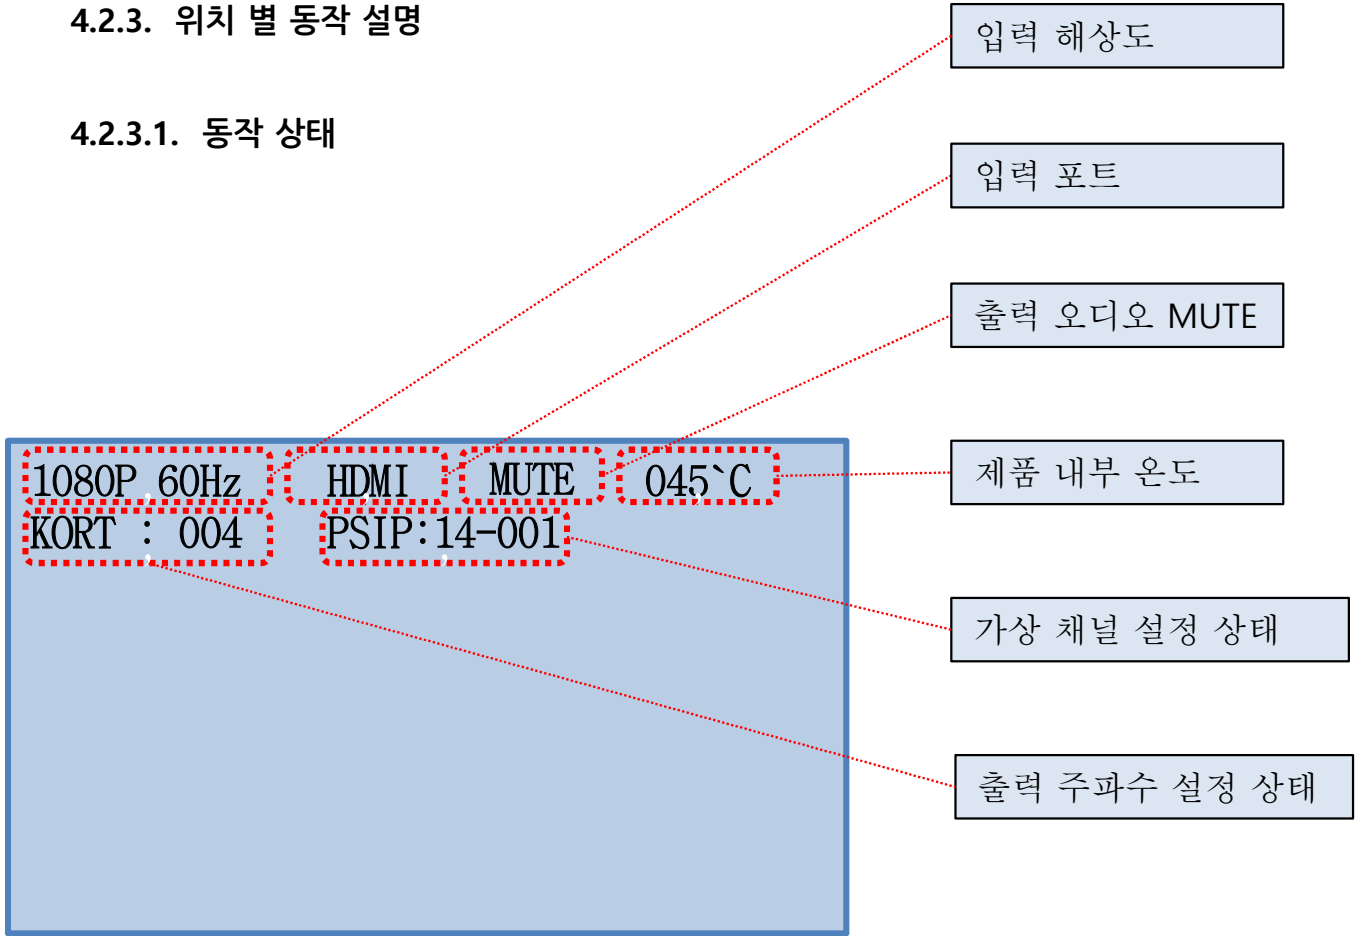 4.2.3. 위치 별 동작 설명
4.2.3.1. 동작 상태
입력 해상도
입력 포트
출력 오디오 MUTE
제품 내부 온도
가상 채널 설정 상태
출력 주파수 설정 상태
1080P 60Hz HDMI MUTE 045`C
KORT : 004 PSIP:14-001